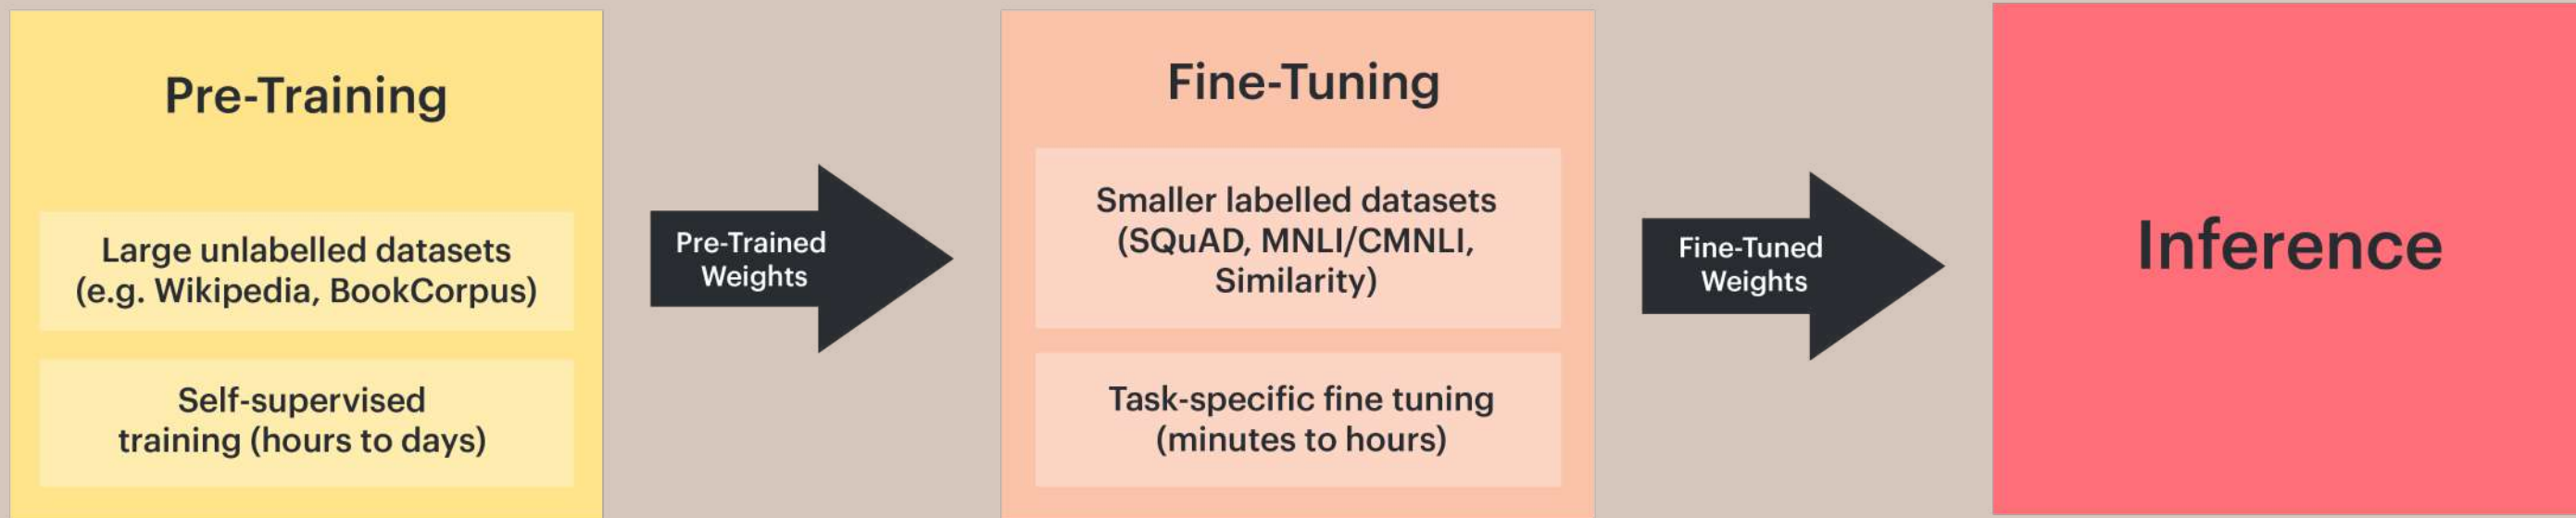 Pre-Training
Large unlabelled datasets
(e.g. Wikipedia, BookCorpus)
Self-supervised
training (hours to days)
Pre-Trained
Weights
Fine-Tuning
Smaller labelled datasets
(SQuAD, MNLI/CMNLI,
Similarity)
Task-specific fine tuning
(minutes to hours)
Fine-Tuned
Weights
Inference